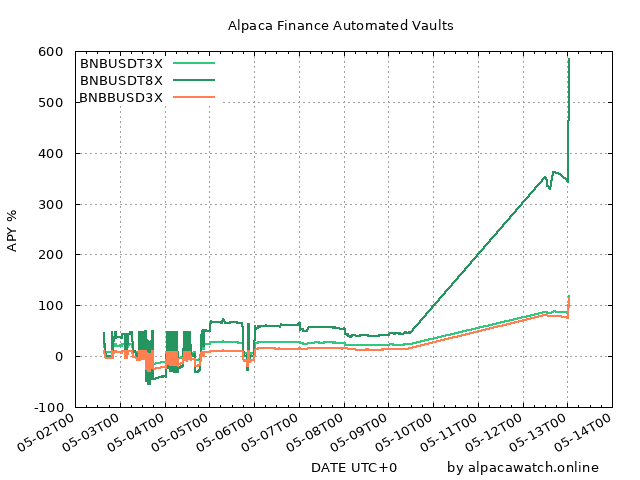 Alpaca Finance Automated Vaults
600
500
400
300
200
100
0
-100
APY %
BNBUSDT3X
BNBUSDT8X
BNBBUSD3X
05-02T00
05-03T00
05-04T00
05-05T00
05-06T00
05-07T00
05-08T00
05-09T00
05-10T00
05-11T00
05-12T00
05-13T00
05-14T00
DATE UTC+0
by alpacawatch.online